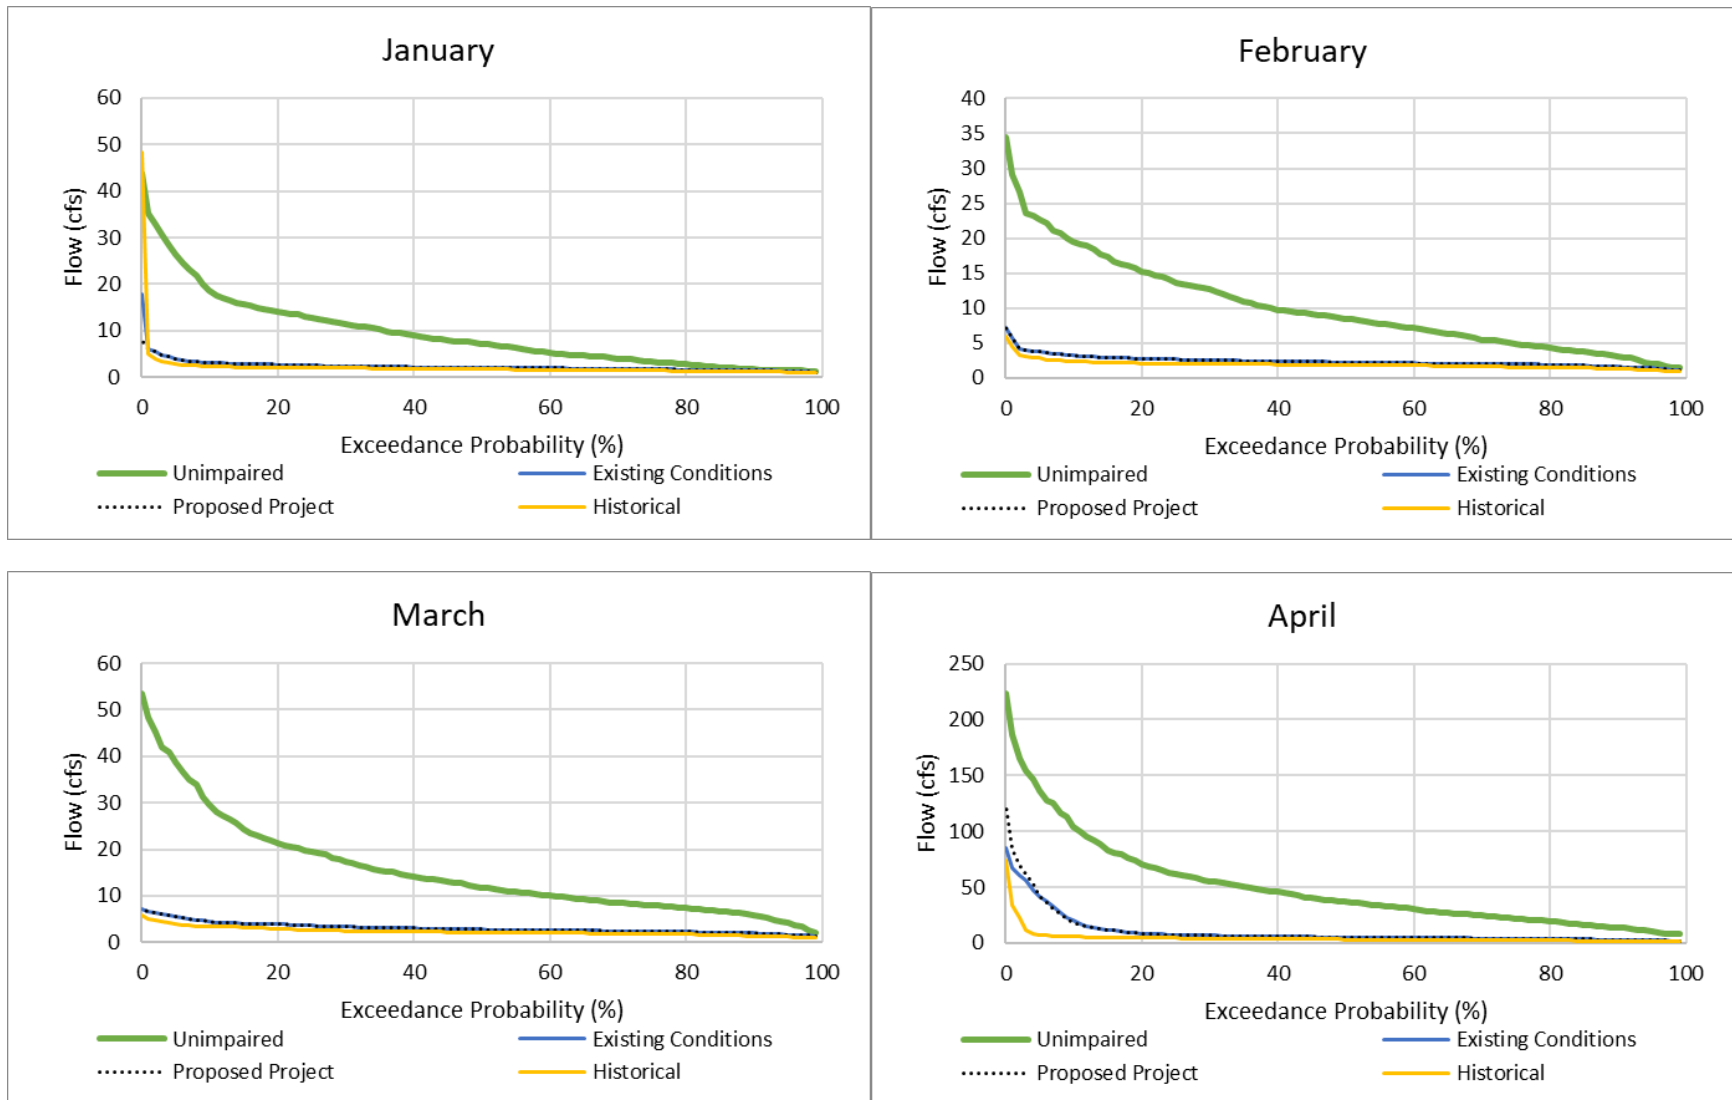 January
60
50
40
30
20
10
0
Flow (cfs)
0 20 40 60 80 100
Exceedance Probability (%)
Unimpaired Existing Conditions
Proposed Project Historical
February
40
35
30
25
20
15
10
5
0
Flow (cfs)
0 20 40 60 80 100
Exceedance Probability (%)
Unimpaired Existing Conditions
Proposed Project Historical
March
60
50
40
30
20
10
0
Flow (cfs)
0 20 40 60 80 100
Exceedance Probability (%)
Unimpaired Existing Conditions
Proposed Project Historical
April
250
200
150
100
50
0
Flow (cfs)
0 20 40 60 80 100
Exceedance Probability (%)
Unimpaired Existing Conditions
Proposed Project Historical